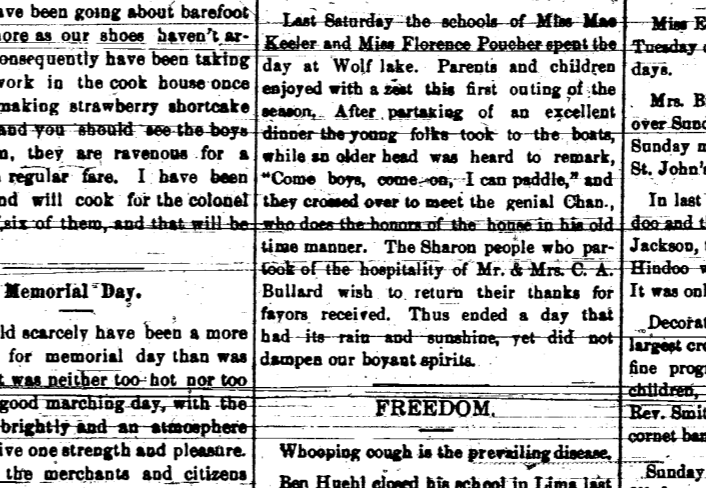 ave been going about barefoot
ore as our shoes haven't ar-
onsequently have been taking
work in the cook house once
making strawberry shortcake
and you should see the boys
n, they are ravenous for a
regular fare. I have been
nd will cook for the colonel
six of them, and that will be
Memorial Day.
ld scarcely have been a more
for memorial day than was
t was neither too hot nor too
good marching day, with the
brightly and an atmosphere
ive one strength and pleasure.
the merchants and citizens
Last Saturday the schools of Miss Mae
Keeler and Miss Florence Poucher spent the
day at Wolf lake. Parents and children
enjoyed with a zest this first outing of the
season. After partaking of an excellent
dinner the young folks took to the boats,
while an older head was heard to remark,
"Come boys, come on, I can paddle," and
they crossed over to meet the genial Chan.,
who does the honors of the house in his old
time manner. The Sharon people who par-
took of the hospitality of Mr. & Mrs. C. A.
Bullard wish to return their thanks for
favors received. Thus ended a day that
had its rain and sunshine, yet did not
dampen our boyant spirits.
FREEDOM.
Whooping cough is the prevailing disease.
Ben Huehl closed his school in Lima last
Miss E
Tuesday
days.
Mrs. B
over Sund
Sunday m
St. John's
In last
doo and t
Jackson,
Hindoo w
It was onl
Decorat
largest cro
fine progr
children,
Rev. Smit
cornet ban
Sunday